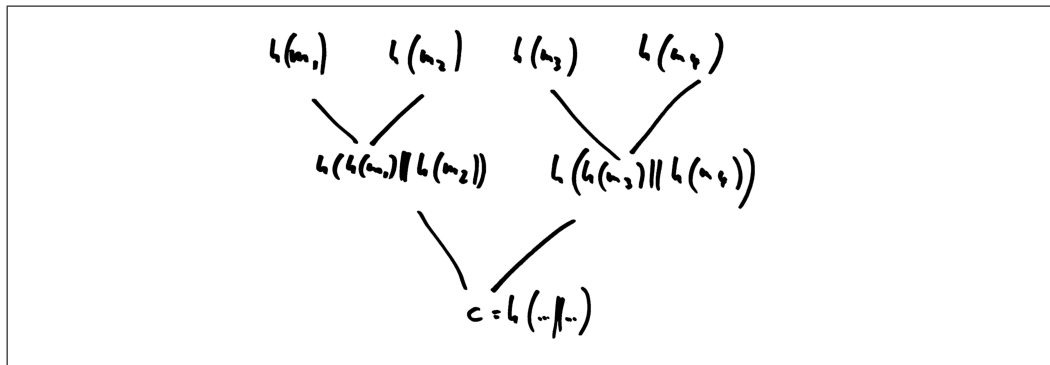 h(m₁) h(m₂) h(m₃) h(m₄)
h(h(m₁)||h(m₂)) h(h(m₃)||h(m₄))
c = h(...||...)